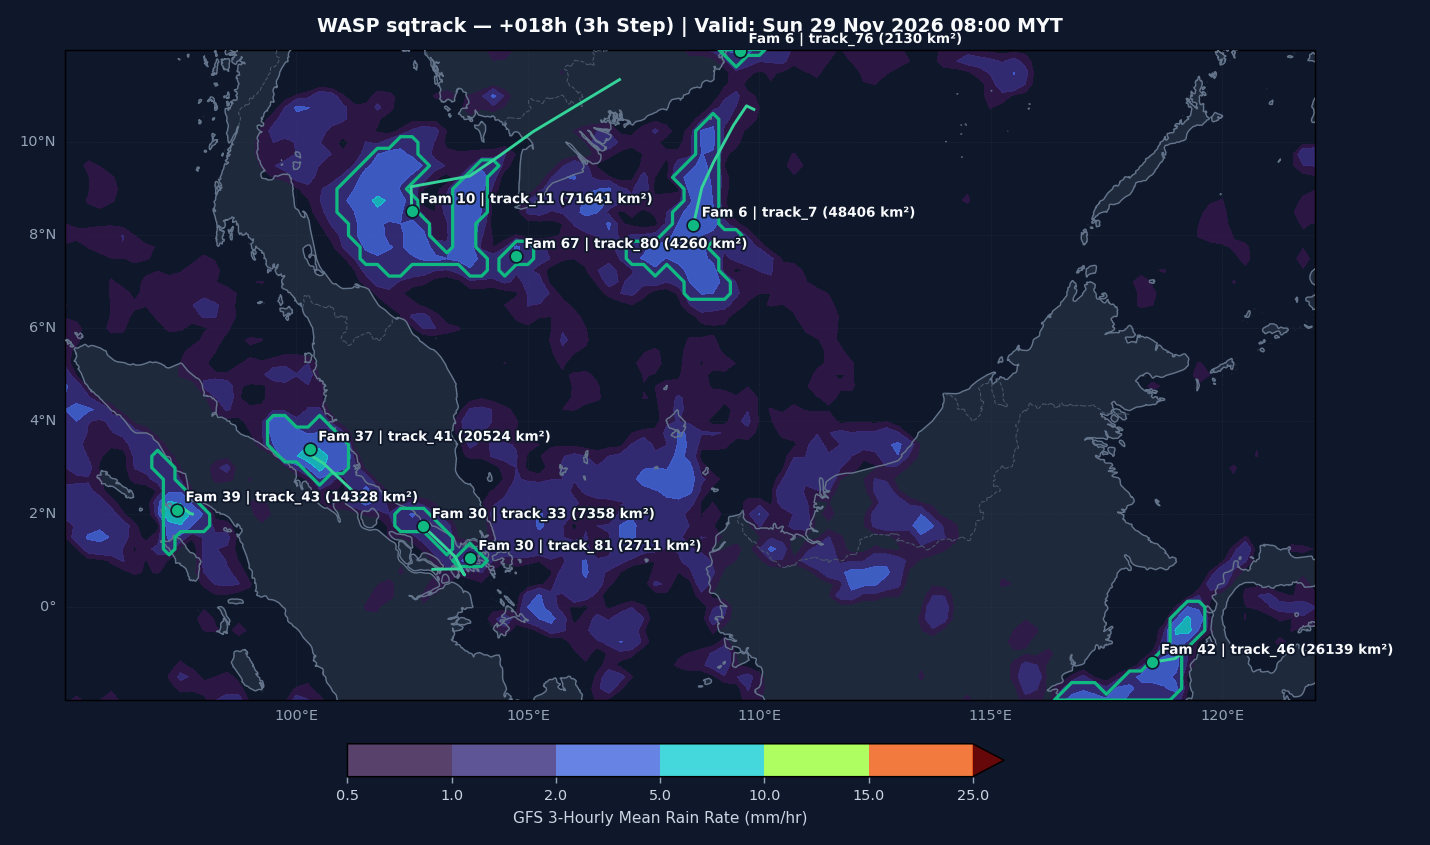 WASP sqtrack — +018h (3h Step) | Valid: Sun 29 Nov 2026 08:00 MYT
Fam 6 | track_76 (2130 km²)
10°N
Fam 10 | track_11 (71641 km²)
Fam 6 | track_7 (48406 km²)
8°N
Fam 67 | track_80 (4260 km²)
6°N
4°N
Fam 37 | track_41 (20524 km²)
Fam 39 | track_43 (14328 km²)
2°N
Fam 30 | track_33 (7358 km²)
Fam 30 | track_81 (2711 km²)
0°
Fam 42 | track_46 (26139 km²)
100°E 105°E 110°E 115°E 120°E
0.5 1.0 2.0 5.0 10.0 15.0 25.0
GFS 3-Hourly Mean Rain Rate (mm/hr)